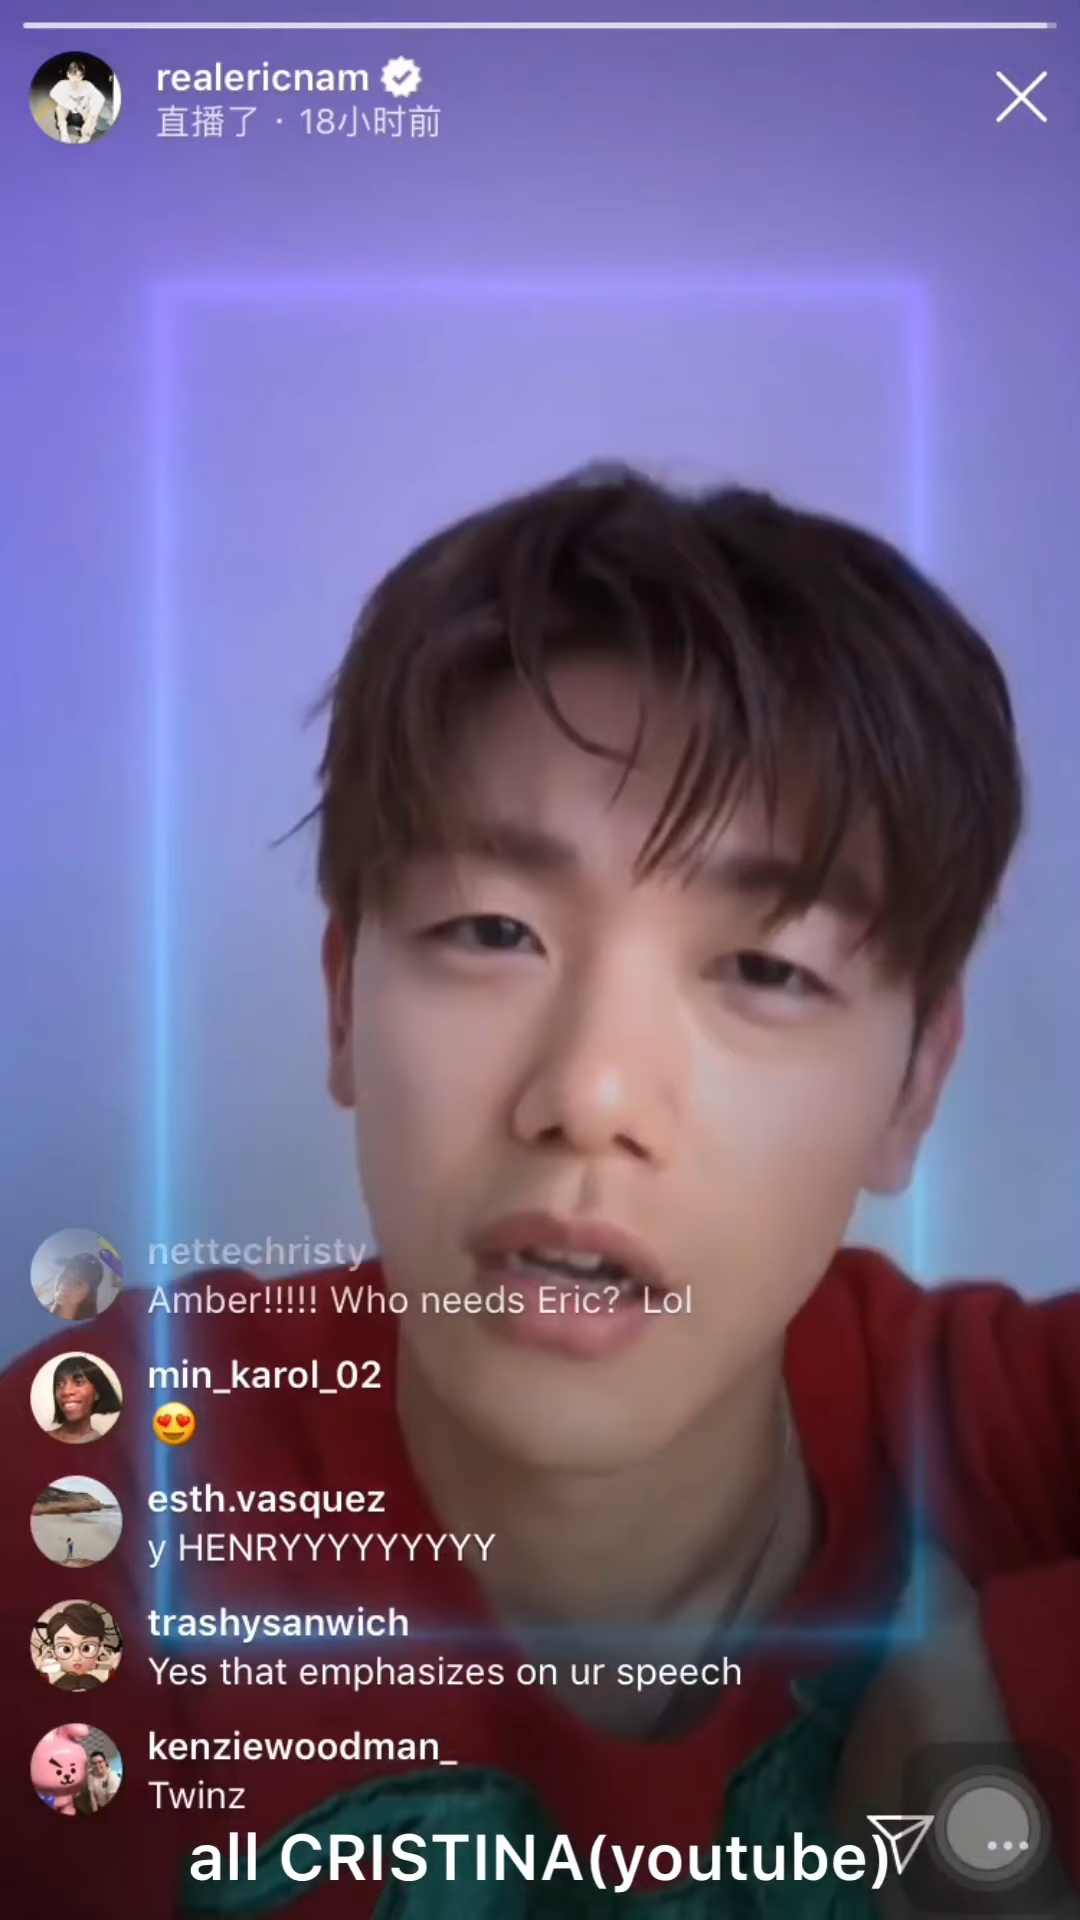 realericnam
直播了 · 18小时前
nettechristy
Amber!!!!! Who needs Eric? Lol
min_karol_02
😍
esth.vasquez
y HENRYYYYYYYYY
trashysanwich
Yes that emphasizes on ur speech
kenziewoodman_
Twinz
all CRISTINA(youtube)